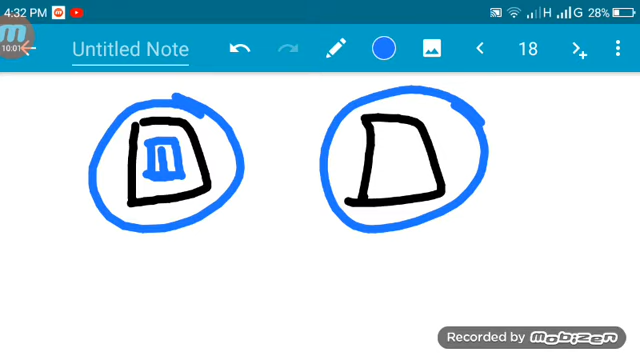 4:32 PM H G 28%
10:01 Untitled Note 18
Recorded by mobizen